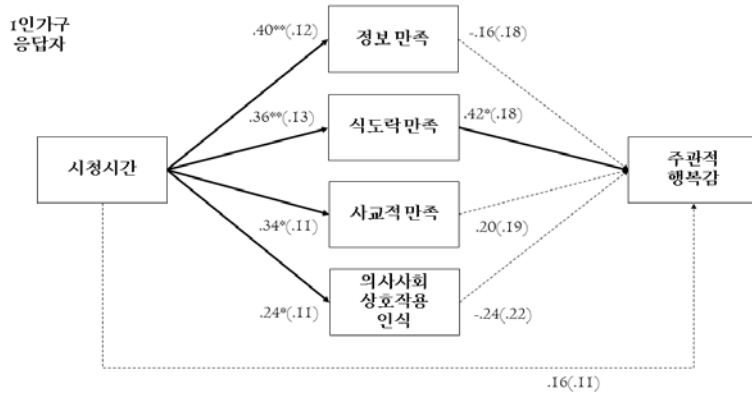 1인가구
응답자
.40**(.12)
정보 만족
-.16(.18)
.36**(.13)
식도락 만족
.42*(.18)
시청시간
주관적
행복감
.34*(.11)
사교적 만족
.20(.19)
.24*(.11)
의사사회
상호작용
인식
-.24(.22)
.16(.11)